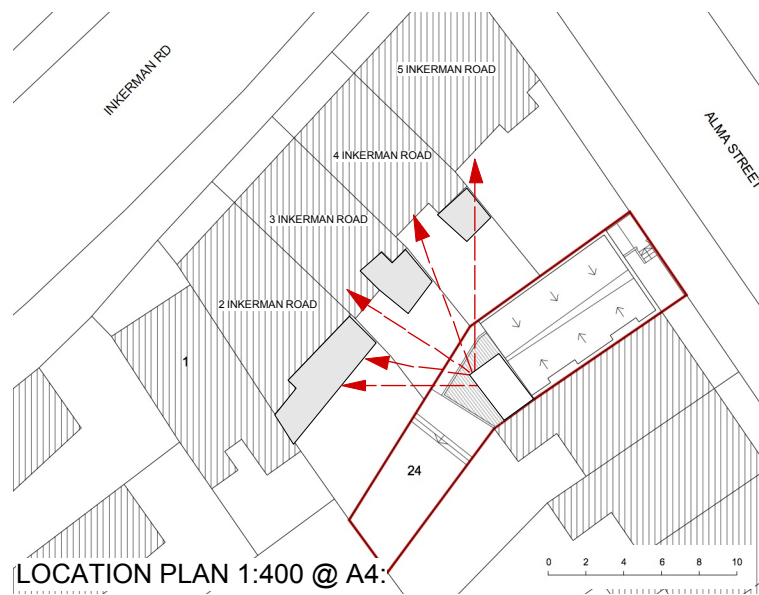 INKERMAN RD
5 INKERMAN ROAD
ALMA STREET
4 INKERMAN ROAD
3 INKERMAN ROAD
2 INKERMAN ROAD
1
24
LOCATION PLAN 1:400 @ A4:
0 2 4 6 8 10